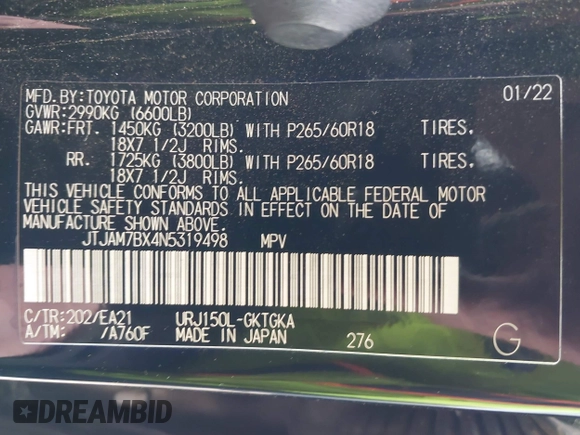 MFD.BY:TOYOTA MOTOR CORPORATION 01/22
GVWR:2990KG (6600LB)
GAWR:FRT. 1450KG (3200LB) WITH P265/60R18 TIRES.
18X7 1/2J RIMS.
RR. 1725KG (3800LB) WITH P265/60R18 TIRES.
18X7 1/2J RIMS.
THIS VEHICLE CONFORMS TO ALL APPLICABLE FEDERAL MOTOR
VEHICLE SAFETY STANDARDS IN EFFECT ON THE DATE OF
MANUFACTURE SHOWN ABOVE.
JTJAM7BX4N5319498 MPV
C/TR:202/EA21 URJ150L-GKTGKA
A/TM: /A760F MADE IN JAPAN 276 G
DREAMBID